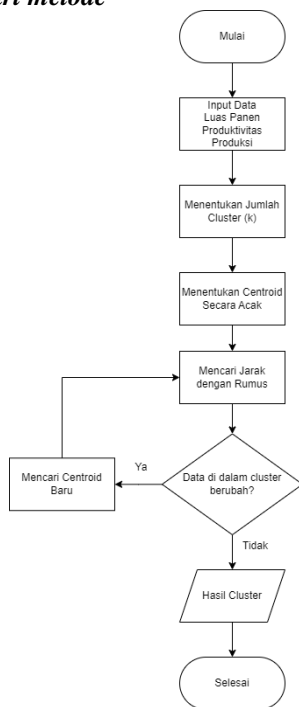 metode
Mulai
Input Data
Luas Panen
Produktivitas
Produksi
Menentukan Jumlah
Cluster (k)
Menentukan Centroid
Secara Acak
Mencari Jarak
dengan Rumus
Data di dalam cluster
berubah?
Ya
Mencari Centroid
Baru
Tidak
Hasil Cluster
Selesai